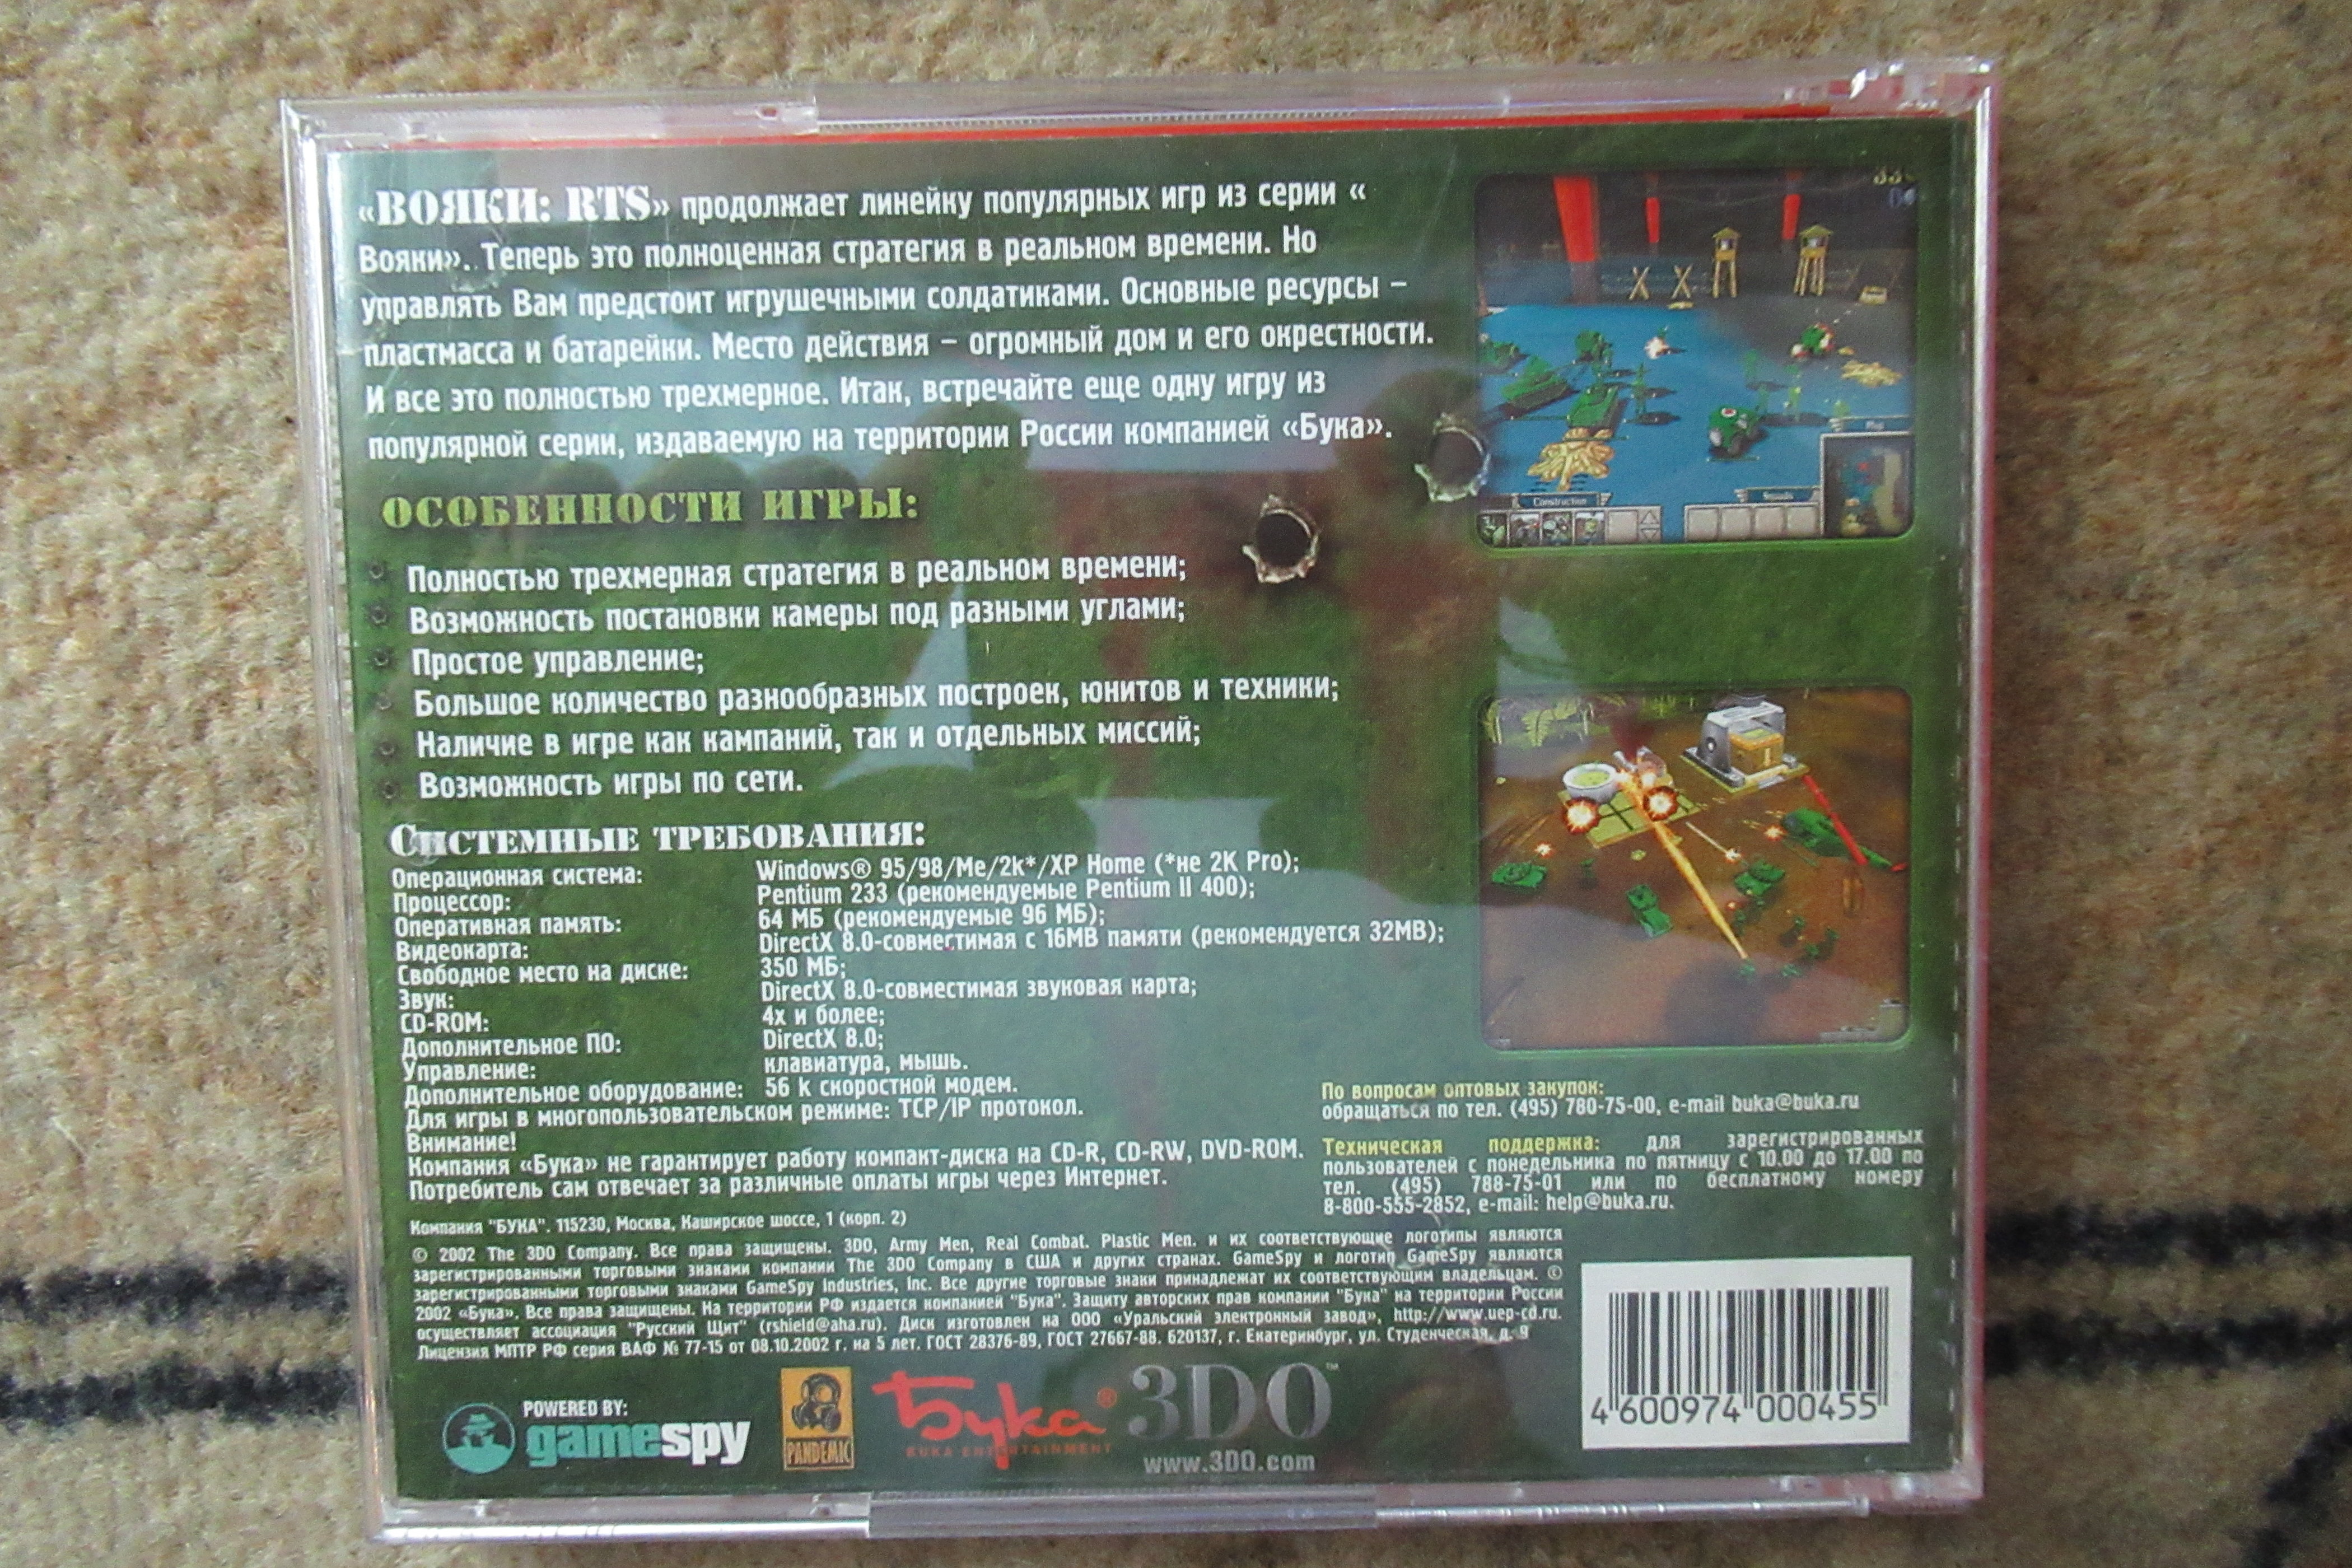 «ВОЯКИ: RTS» продолжает линейку популярных игр из серии «
Вояки». Теперь это полноценная стратегия в реальном времени. Но
управлять Вам предстоит игрушечными солдатиками. Основные ресурсы –
пластмасса и батарейки. Место действия – огромный дом и его окрестности.
И все это полностью трехмерное. Итак, встречайте еще одну игру из
популярной серии, издаваемую на территории России компанией «Бука».
ОСОБЕННОСТИ ИГРЫ:
Полностью трехмерная стратегия в реальном времени;
Возможность постановки камеры под разными углами;
Простое управление;
Большое количество разнообразных построек, юнитов и техники;
Наличие в игре как кампаний, так и отдельных миссий;
Возможность игры по сети.
СИСТЕМНЫЕ ТРЕБОВАНИЯ:
Операционная система: Windows® 95/98/Me/2k*/XP Home (*не 2K Pro);
Процессор: Pentium 233 (рекомендуемые Pentium II 400);
Оперативная память: 64 МБ (рекомендуемые 96 МБ);
Видеокарта: DirectX 8.0-совместимая с 16МВ памяти (рекомендуется 32МВ);
Свободное место на диске: 350 МБ;
Звук: DirectX 8.0-совместимая звуковая карта;
CD-ROM: 4х и более;
Дополнительное ПО: DirectX 8.0;
Управление: клавиатура, мышь.
Дополнительное оборудование: 56 k скоростной модем.
Для игры в многопользовательском режиме: TCP/IP протокол.
Внимание!
Компания «Бука» не гарантирует работу компакт-диска на CD-R, CD-RW, DVD-ROM.
Потребитель сам отвечает за различные оплаты игры через Интернет.
Компания "БУКА". 115230, Москва, Каширское шоссе, 1 (корп. 2)
© 2002 The 3DO Company. Все права защищены. 3DO, Army Men, Real Combat. Plastic Men. и их соответствующие логотипы являются
зарегистрированными торговыми знаками компании The 3DO Company в США и других странах. GameSpy и логотип GameSpy являются
зарегистрированными торговыми знаками GameSpy Industries, Inc. Все другие торговые знаки принадлежат их соответствующим владельцам. ©
2002 «Бука». Все права защищены. На территории РФ издается компанией "Бука". Защиту авторских прав компании "Бука" на территории России
осуществляет ассоциация "Русский Щит" (rshield@aha.ru). Диск изготовлен на ООО «Уральский электронный завод», http://www.uep-cd.ru.
Лицензия МПТР РФ серия ВАФ № 77-15 от 08.10.2002 г. на 5 лет. ГОСТ 28376-89, ГОСТ 27667-88. 620137, г. Екатеринбург, ул. Студенческая, д. 9
По вопросам оптовых закупок:
обращаться по тел. (495) 780-75-00, e-mail buka@buka.ru
Техническая поддержка: для зарегистрированных
пользователей с понедельника по пятницу с 10.00 до 17.00 по
тел. (495) 788-75-01 или по бесплатному номеру
8-800-555-2852, e-mail: help@buka.ru.
Map
Construction
Squads
POWERED BY:
gamespy
PANDEMIC
Бука®
BUKA ENTERTAINMENT
3DO™
www.3DO.com
4 600974 000455